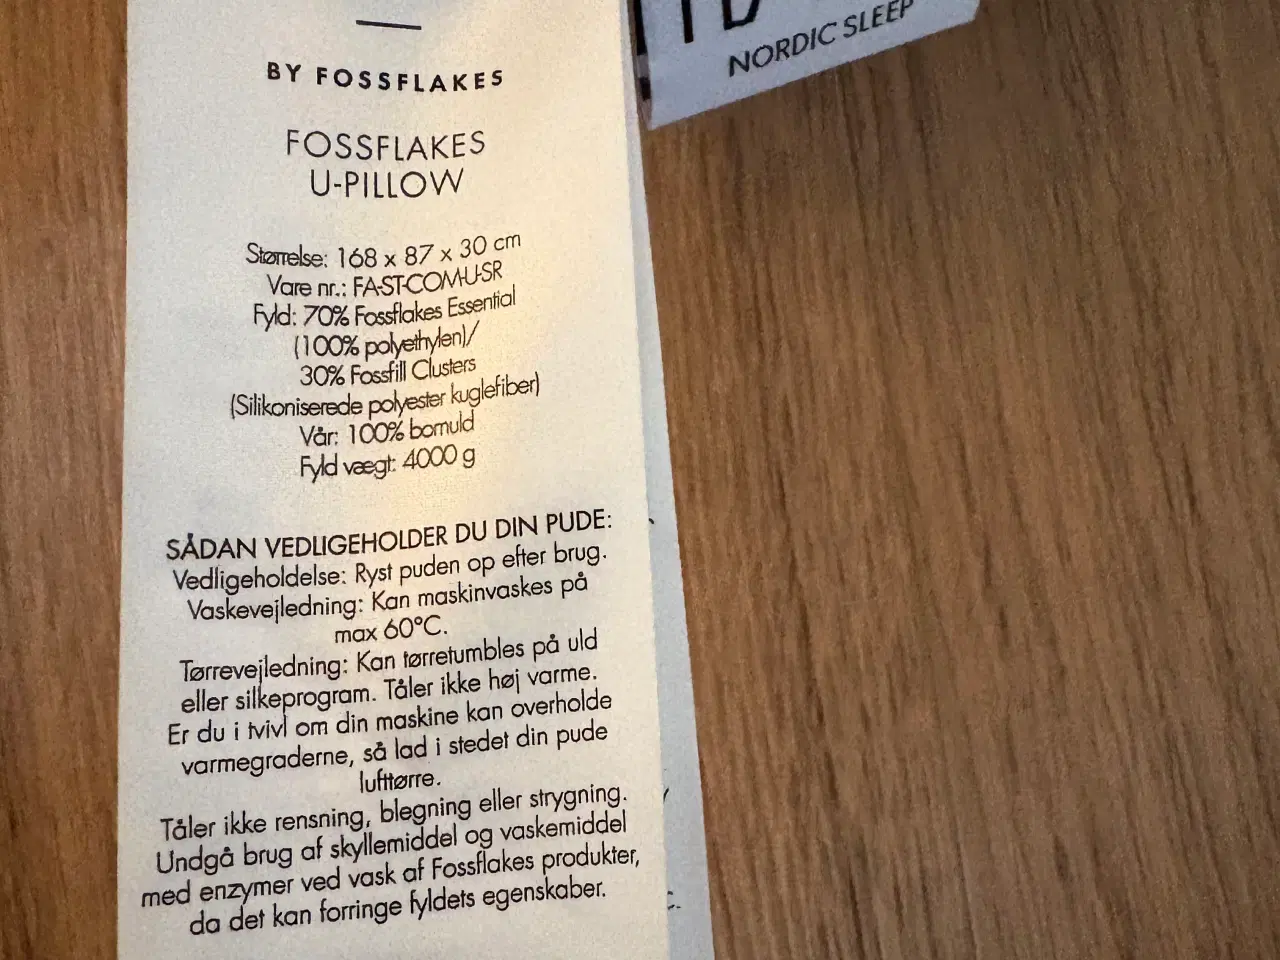 BY FOSSFLAKES
FOSSFLAKES
U-PILLOW
Størrelse: 168 x 87 x 30 cm
Vare nr.: FA-ST-COM-U-SR
Fyld: 70% Fossflakes Essential
(100% polyethylen)/
30% Fossfill Clusters
(Silikoniserede polyester kuglefiber)
Vår: 100% bomuld
Fyld vægt: 4000 g
SÅDAN VEDLIGEHOLDER DU DIN PUDE:
Vedligeholdelse: Ryst puden op efter brug.
Vaskevejledning: Kan maskinvaskes på
max 60°C.
Tørrevejledning: Kan tørretumbles på uld
eller silkeprogram. Tåler ikke høj varme.
Er du i tvivl om din maskine kan overholde
varmegraderne, så lad i stedet din pude
lufttørre.
Tåler ikke rensning, blegning eller strygning.
Undgå brug af skyllemiddel og vaskemiddel
med enzymer ved vask af Fossflakes produkter,
da det kan forringe fyldets egenskaber.
NORDIC SLEEP